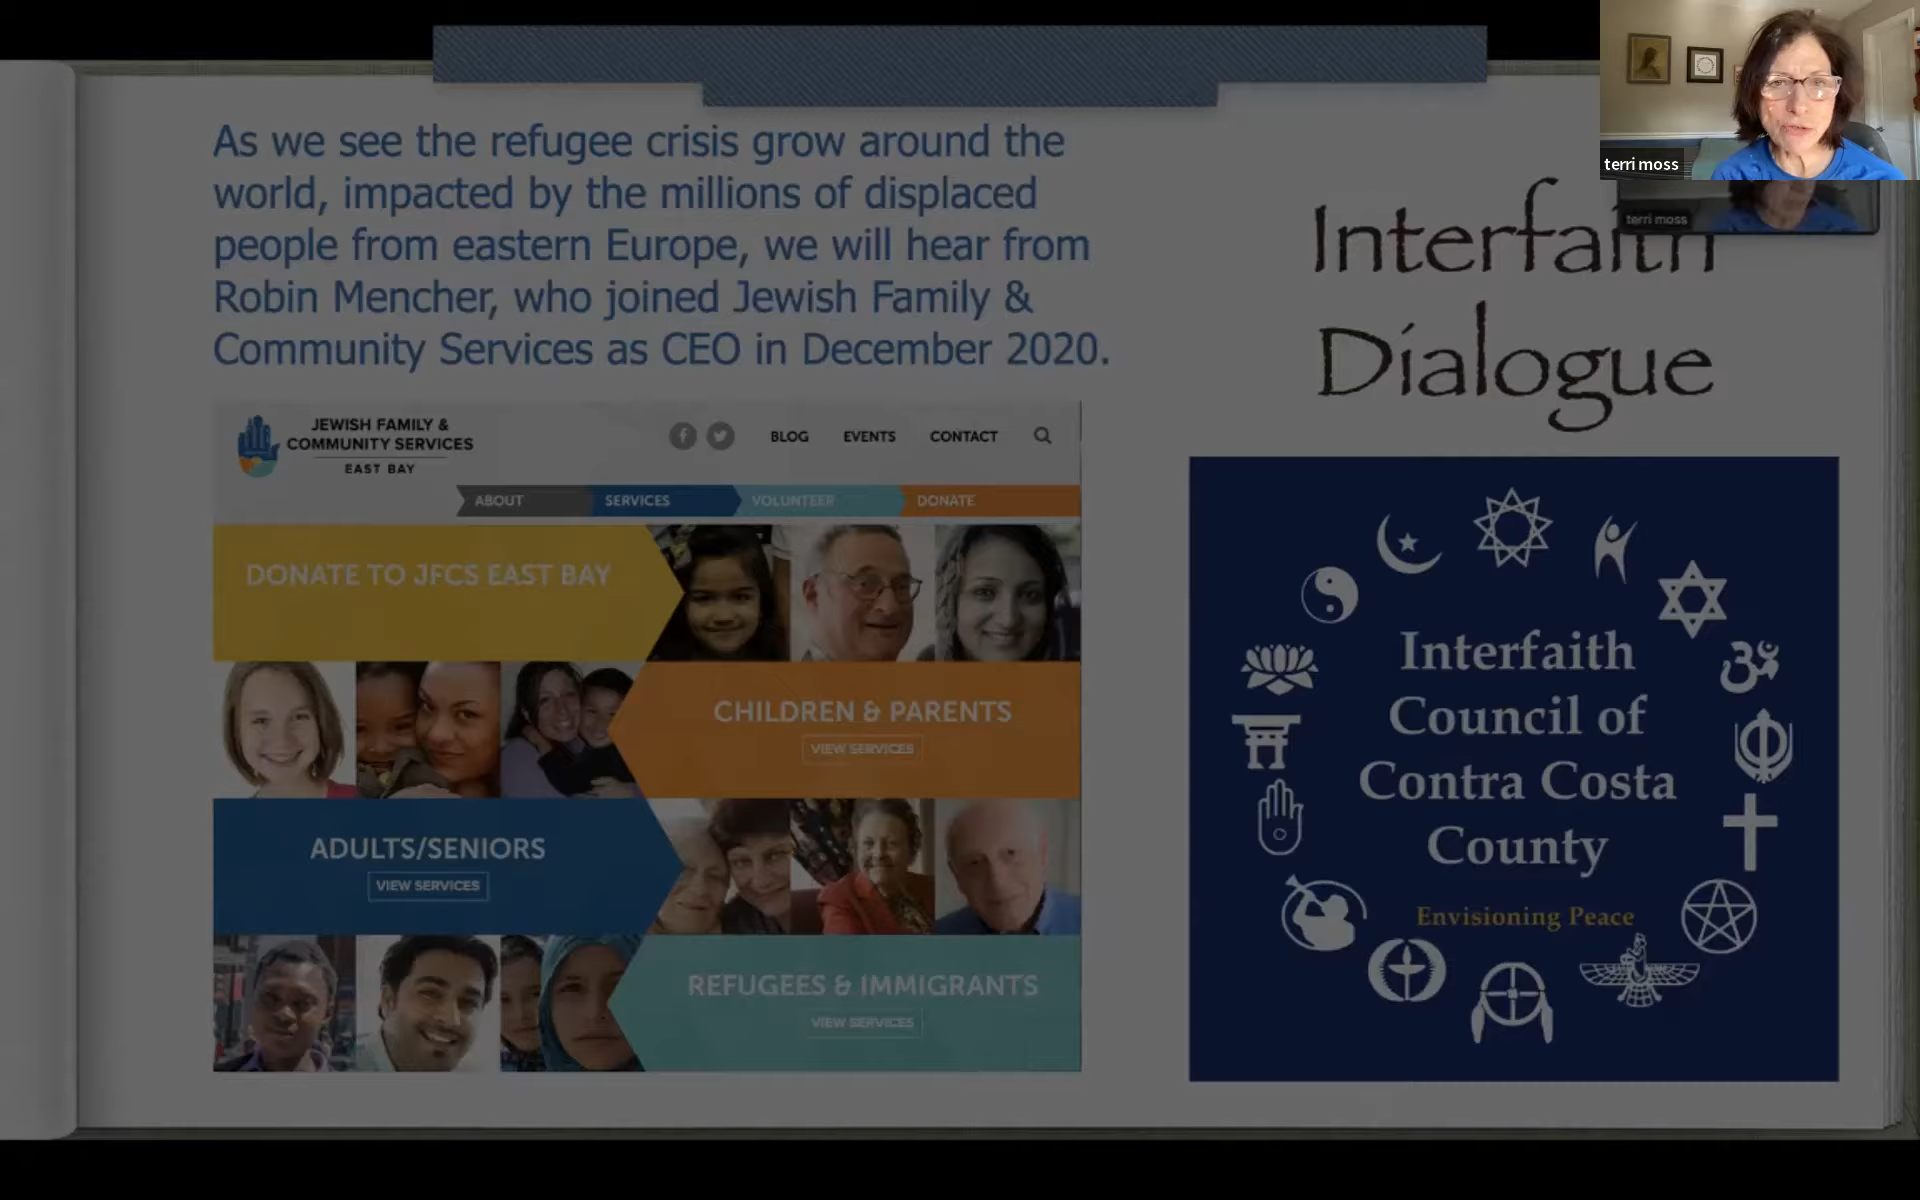 As we see the refugee crisis grow around the
world, impacted by the millions of displaced
people from eastern Europe, we will hear from
Robin Mencher, who joined Jewish Family &
Community Services as CEO in December 2020.
JEWISH FAMILY &
COMMUNITY SERVICES
EAST BAY
BLOG
EVENTS
CONTACT
ABOUT
SERVICES
VOLUNTEER
DONATE
DONATE TO JFCS EAST BAY
CHILDREN & PARENTS
VIEW SERVICES
ADULTS/SENIORS
VIEW SERVICES
REFUGEES & IMMIGRANTS
VIEW SERVICES
terri moss
terri moss
Interfaith
Dialogue
Interfaith
Council of
Contra Costa
County
Envisioning Peace